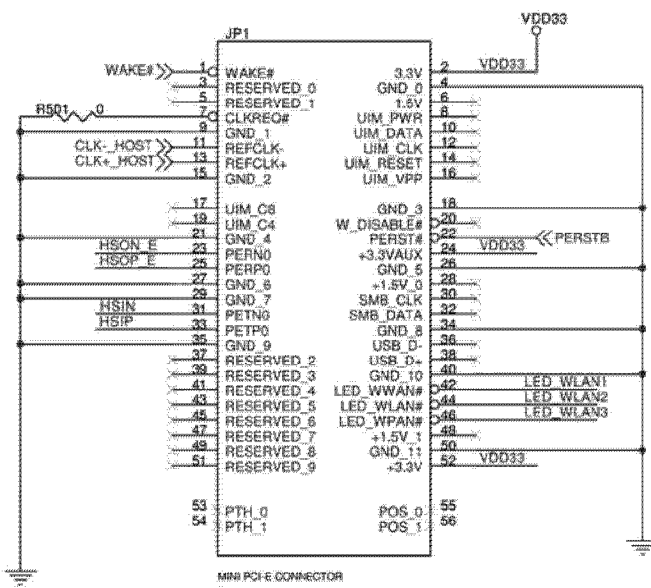 VDD33
JP1
WAKE# 1 WAKE# 3.3V 2 VDD33
3 RESERVED_0 GND_0 4
5 RESERVED_1 1.5V 6
R501 0 7 CLKREQ# UIM_PWR 8
9 GND_1 UIM_DATA 10
CLK-_HOST 11 REFCLK- UIM_CLK 12
CLK+_HOST 13 REFCLK+ UIM_RESET 14
15 GND_2 UIM_VPP 16
17 UIM_C8 GND_3 18
19 UIM_C4 W_DISABLE# 20
21 GND_4 PERST# 22 PERSTB
HSON_E 23 PERN0 +3.3VAUX 24 VDD33
HSOP_E 25 PERP0 GND_5 26
27 GND_6 +1.5V_0 28
29 GND_7 SMB_CLK 30
HSIN 31 PETN0 SMB_DATA 32
HSIP 33 PETP0 GND_8 34
35 GND_9 USB_D- 36
37 RESERVED_2 USB_D+ 38
39 RESERVED_3 GND_10 40
41 RESERVED_4 LED_WWAN# 42 LED_WLAN1
43 RESERVED_5 LED_WLAN# 44 LED_WLAN2
45 RESERVED_6 LED_WPAN# 46 LED_WLAN3
47 RESERVED_7 +1.5V_1 48
49 RESERVED_8 GND_11 50
51 RESERVED_9 +3.3V 52 VDD33
53 PTH_0 POS_0 55
54 PTH_1 POS_1 56
MINI PCI-E CONNECTOR